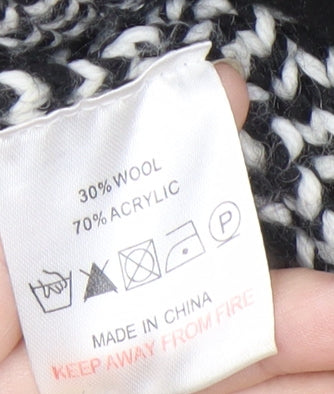 30% WOOL
70% ACRYLIC
P
MADE IN CHINA
KEEP AWAY FROM FIRE